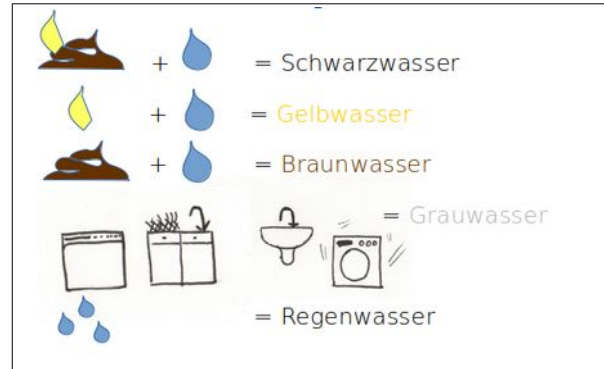 + = Schwarzwasser
+ = Gelbwasser
+ = Braunwasser
= Grauwasser
= Regenwasser